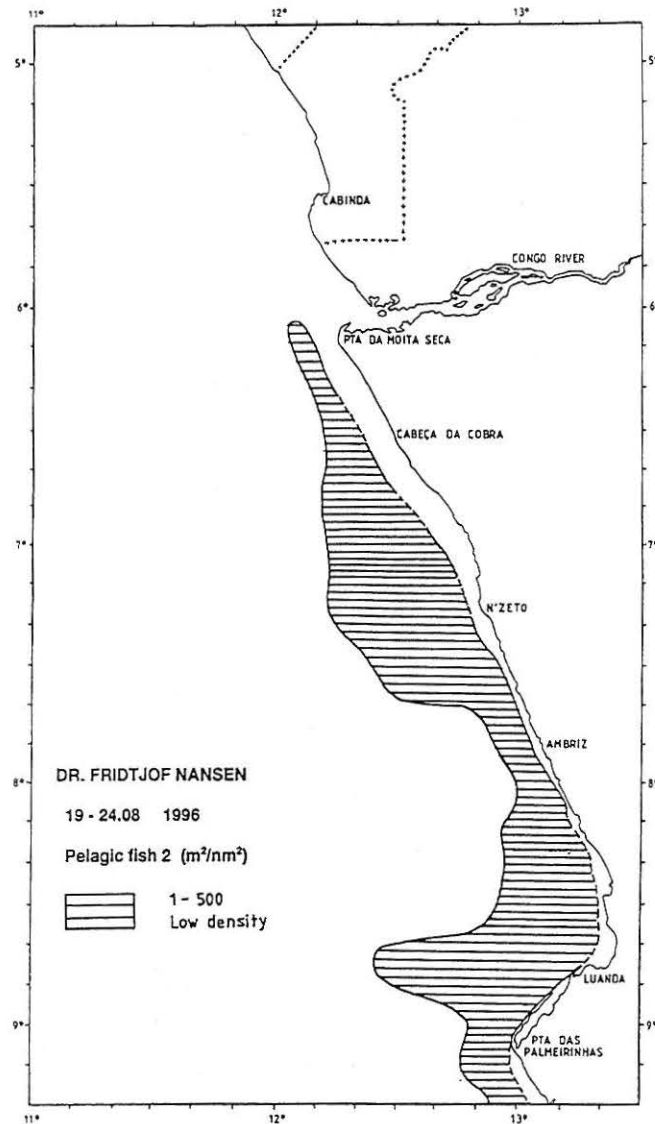 11°
12°
13°
5°
5°
CABINDA
CONGO RIVER
6°
6°
PTA DA MOITA SECA
CABEÇA DA COBRA
7°
7°
N'ZETO
AMBRIZ
DR. FRIDTJOF NANSEN
8°
8°
19 - 24.08 1996
Pelagic fish 2 (m²/nm²)
1 - 500
Low density
LUANDA
9°
9°
PTA DAS
PALMEIRINHAS
11°
12°
13°